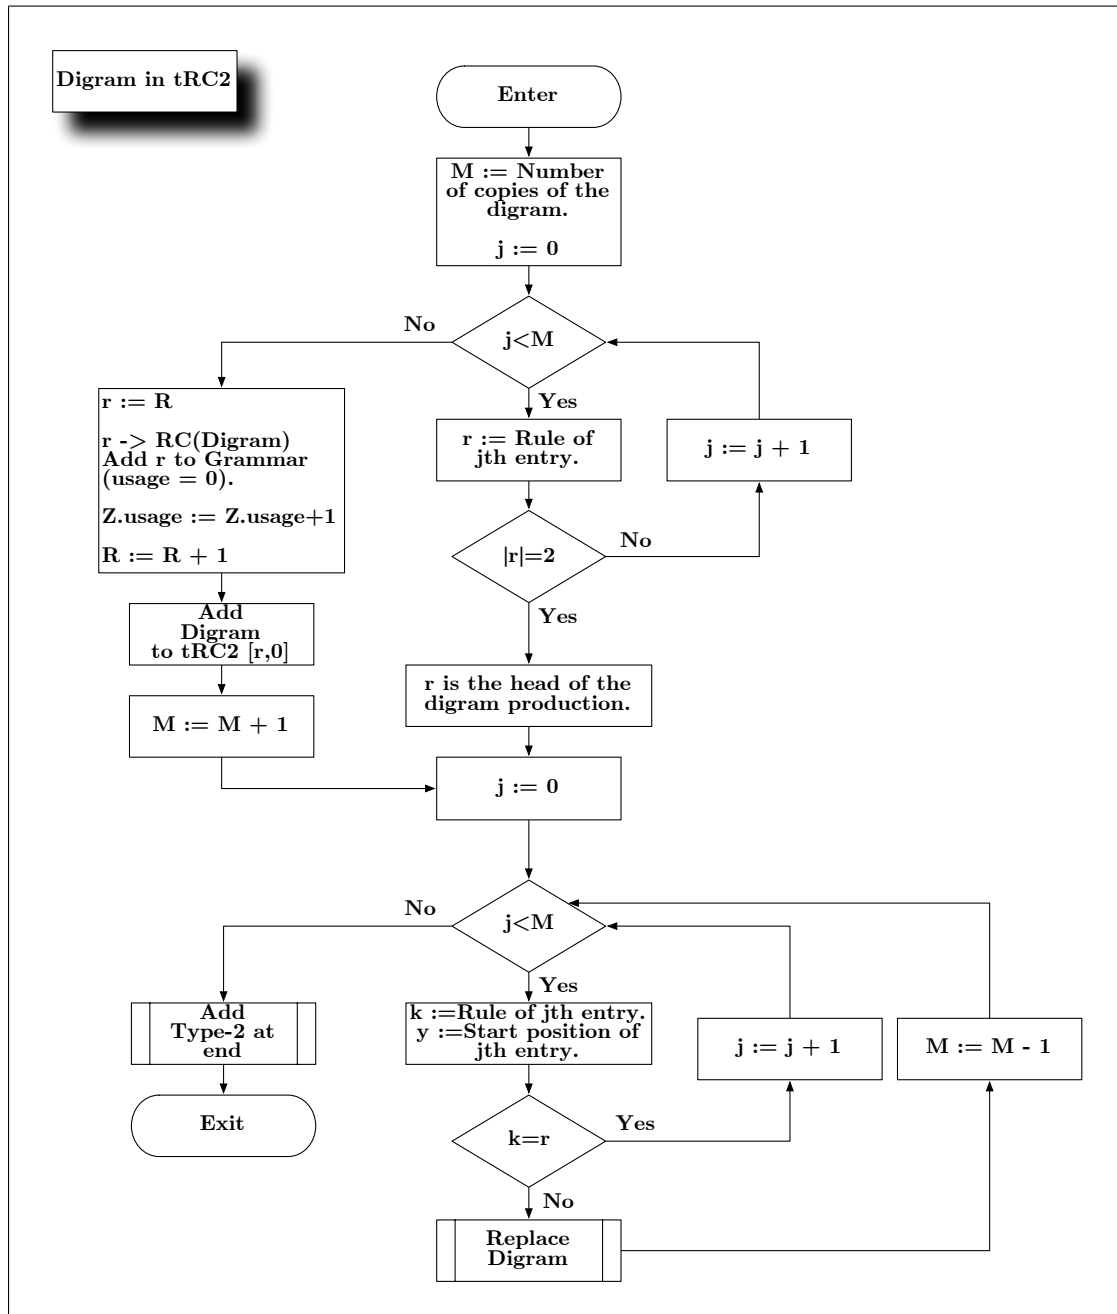 Digram in tRC2
Enter
M := Number
of copies of the
digram.
j := 0
No
j<M
Yes
r := R
r -> RC(Digram)
Add r to Grammar
(usage = 0).
Z.usage := Z.usage+1
R := R + 1
r := Rule of
jth entry.
j := j + 1
|r|=2
No
Yes
Add
Digram
to tRC2 [r,0]
r is the head of the
digram production.
M := M + 1
j := 0
No
j<M
Yes
Add
Type-2 at
end
k :=Rule of jth entry.
y :=Start position of
jth entry.
j := j + 1
M := M - 1
Exit
k=r
Yes
No
Replace
Digram